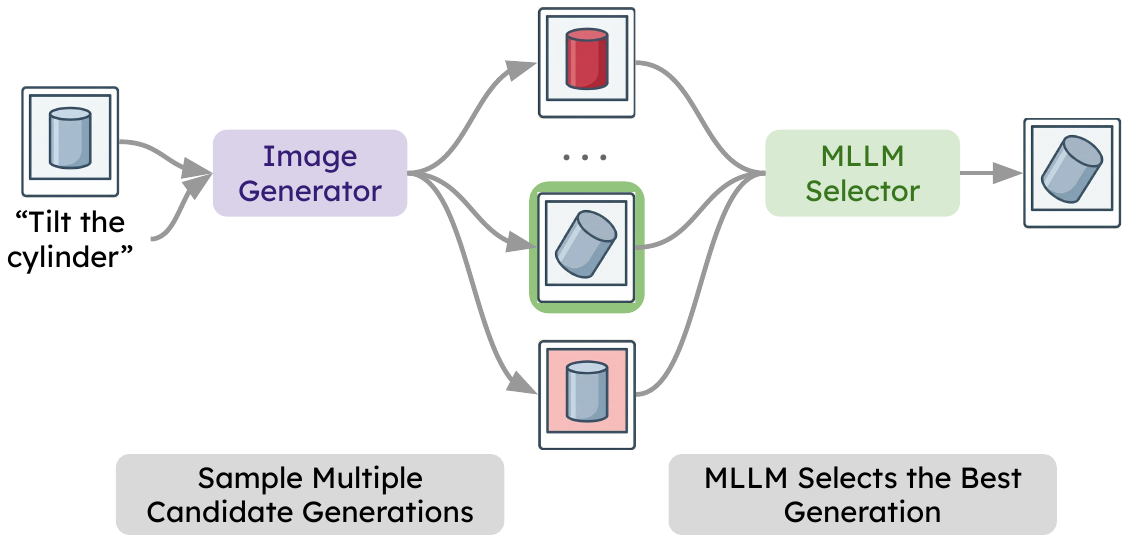 “Tilt the
cylinder”
Image
Generator
...
MLLM
Selector
Sample Multiple
Candidate Generations
MLLM Selects the Best
Generation